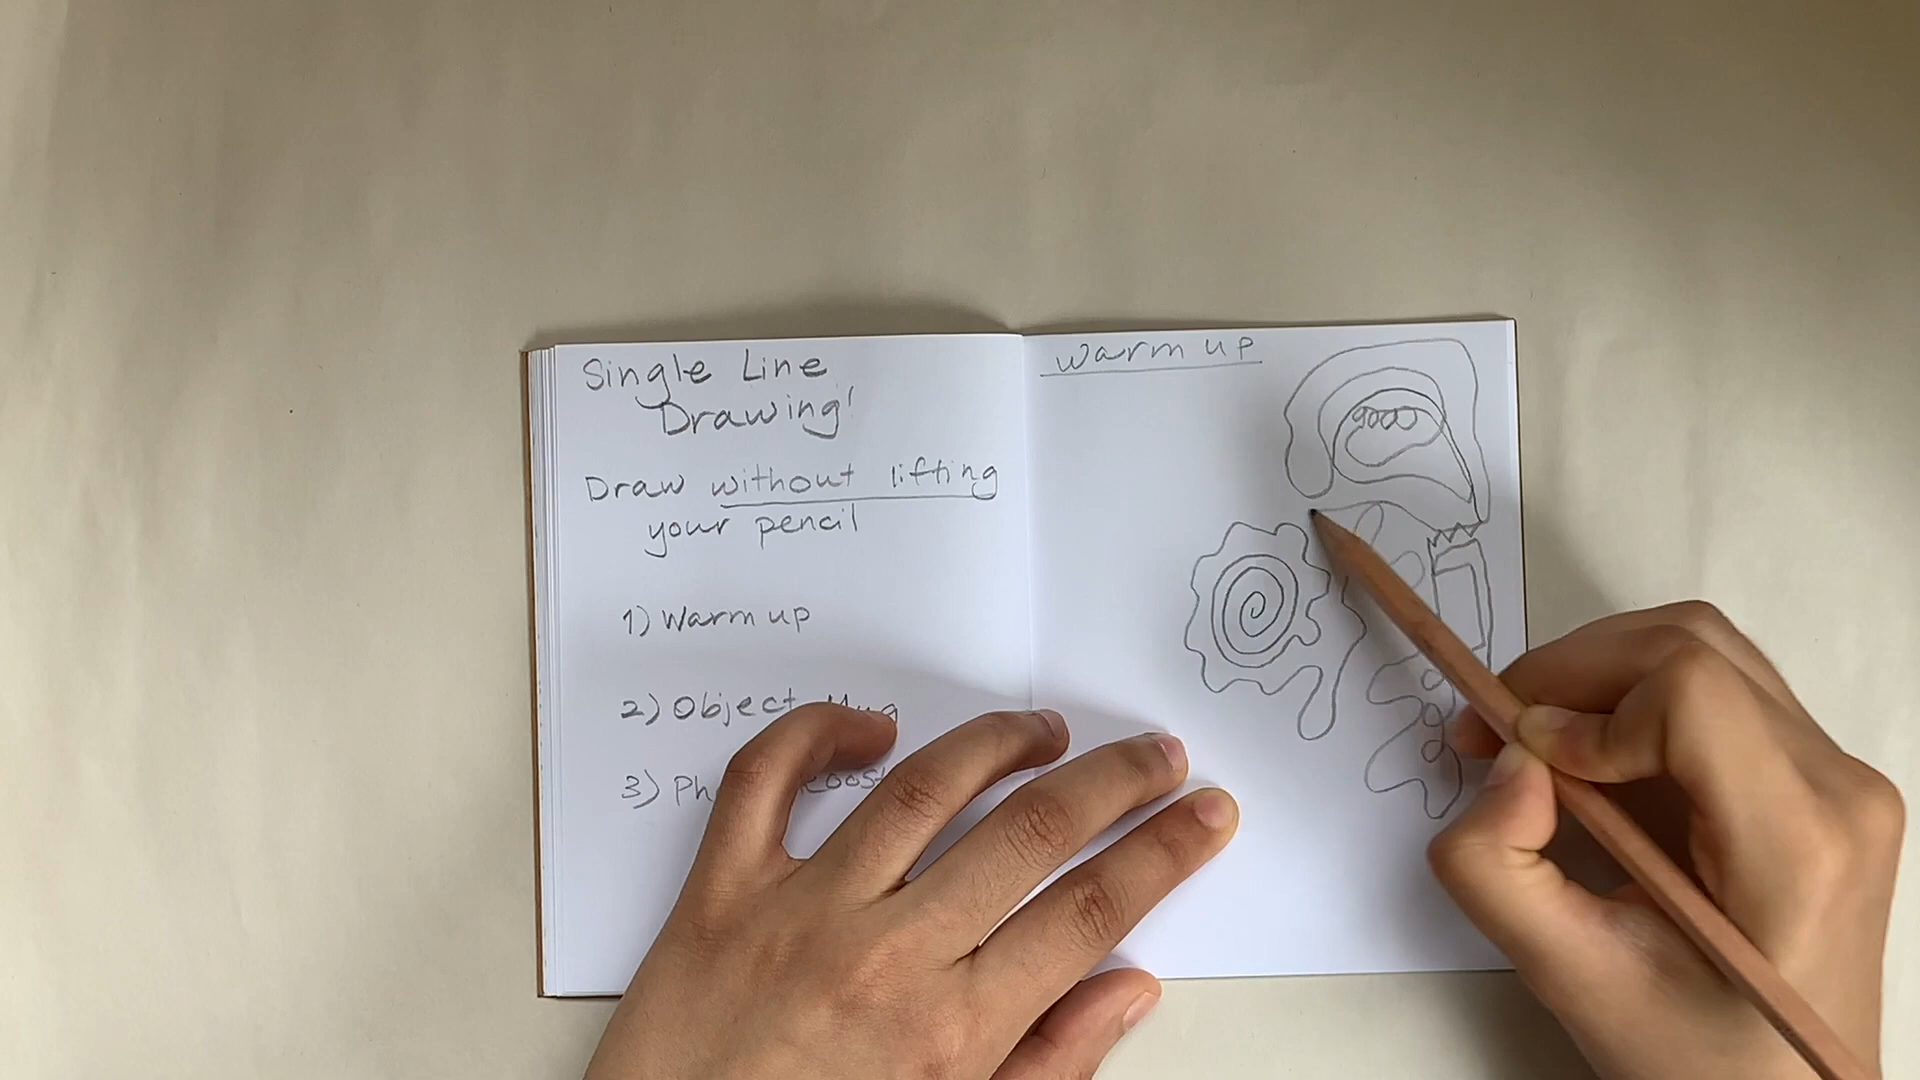 Single Line
Drawing!
Draw without lifting
your pencil
1) Warm up
2) Object
3)
Warm up